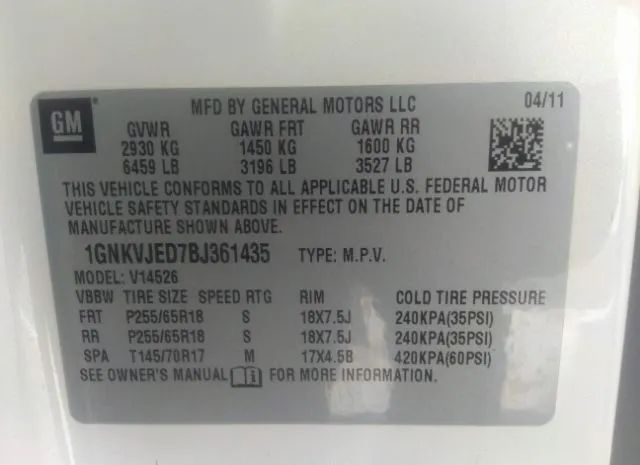 GM
MFD BY GENERAL MOTORS LLC 04/11
GVWR GAWR FRT GAWR RR
2930 KG 1450 KG 1600 KG
6459 LB 3196 LB 3527 LB
THIS VEHICLE CONFORMS TO ALL APPLICABLE U.S. FEDERAL MOTOR
VEHICLE SAFETY STANDARDS IN EFFECT ON THE DATE OF
MANUFACTURE SHOWN ABOVE.
1GNKVJED7BJ361435 TYPE: M.P.V.
MODEL: V14526
VBBW TIRE SIZE SPEED RTG RIM COLD TIRE PRESSURE
FRT P255/65R18 S 18X7.5J 240KPA(35PSI)
RR P255/65R18 S 18X7.5J 240KPA(35PSI)
SPA T145/70R17 M 17X4.5B 420KPA(60PSI)
SEE OWNER'S MANUAL FOR MORE INFORMATION.